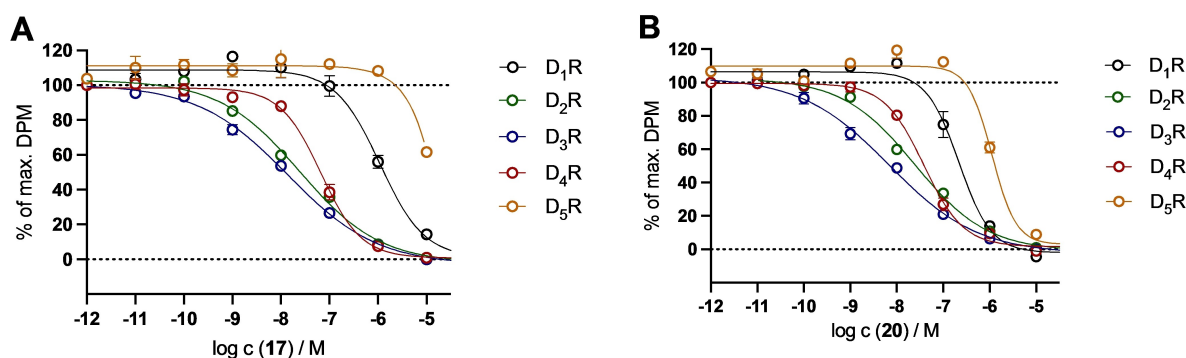 A
% of max. DPM
120
100
80
60
40
20
0
-12 -11 -10 -9 -8 -7 -6 -5
log c (17) / M
D1R
D2R
D3R
D4R
D5R
B
% of max. DPM
120
100
80
60
40
20
0
-12 -11 -10 -9 -8 -7 -6 -5
log c (20) / M
D1R
D2R
D3R
D4R
D5R